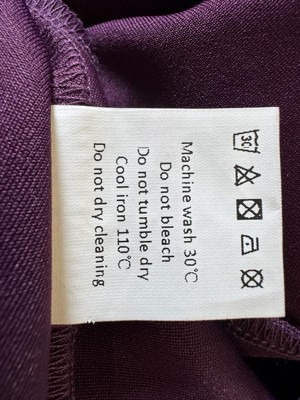 30
Machine wash 30℃
Do not bleach
Do not tumble dry
Cool iron 110℃
Do not dry cleaning